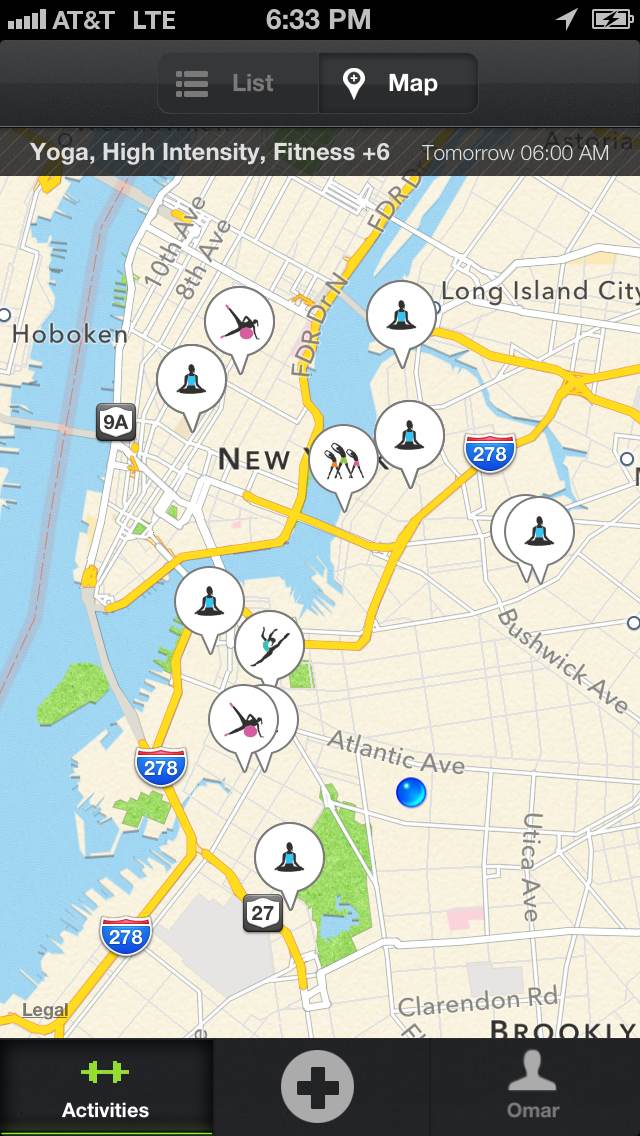 AT&T LTE 6:33 PM
List Map
Yoga, High Intensity, Fitness +6 Tomorrow 06:00 AM
Astoria
FDR Dr
10th Ave
8th Ave
Long Island City
FDR Dr N
Hoboken
9A
NEW
278
Bushwick Ave
Atlantic Ave
278
Utica Ave
27
278
Legal
Clarendon Rd
BROOKLY
Activities
Omar